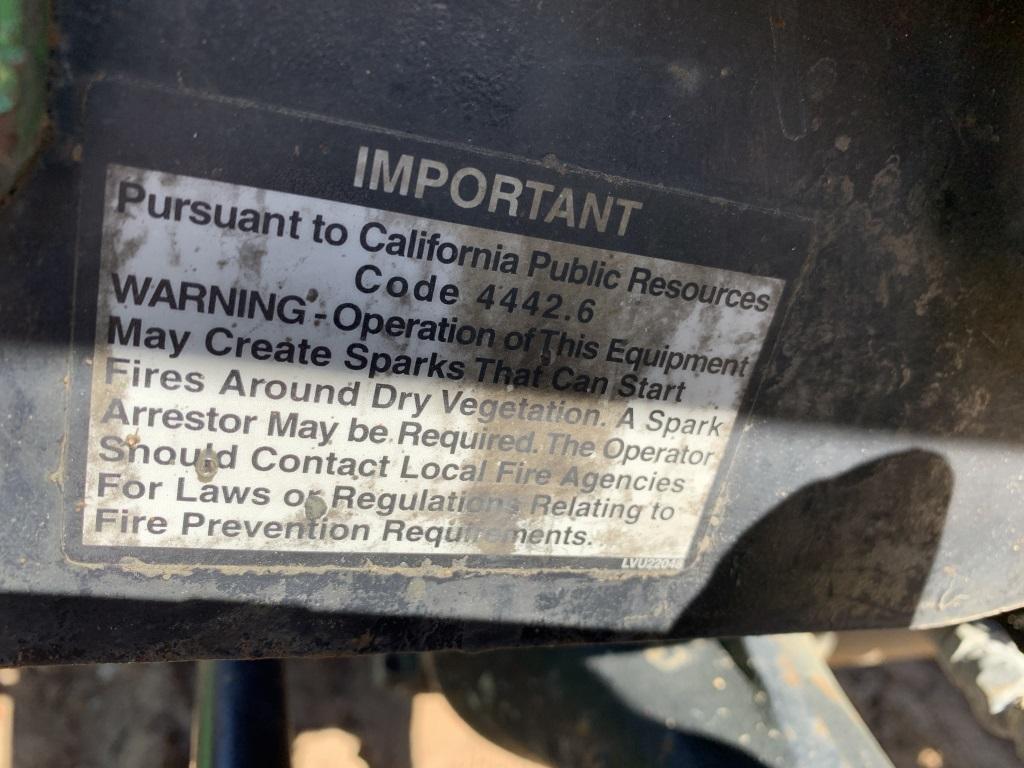 IMPORTANT
Pursuant to California Public Resources
Code 4442.6
WARNING - Operation of This Equipment
May Create Sparks That Can Start
Fires Around Dry Vegetation. A Spark
Arrestor May be Required. The Operator
Should Contact Local Fire Agencies
For Laws or Regulations Relating to
Fire Prevention Requirements.
LVU22048